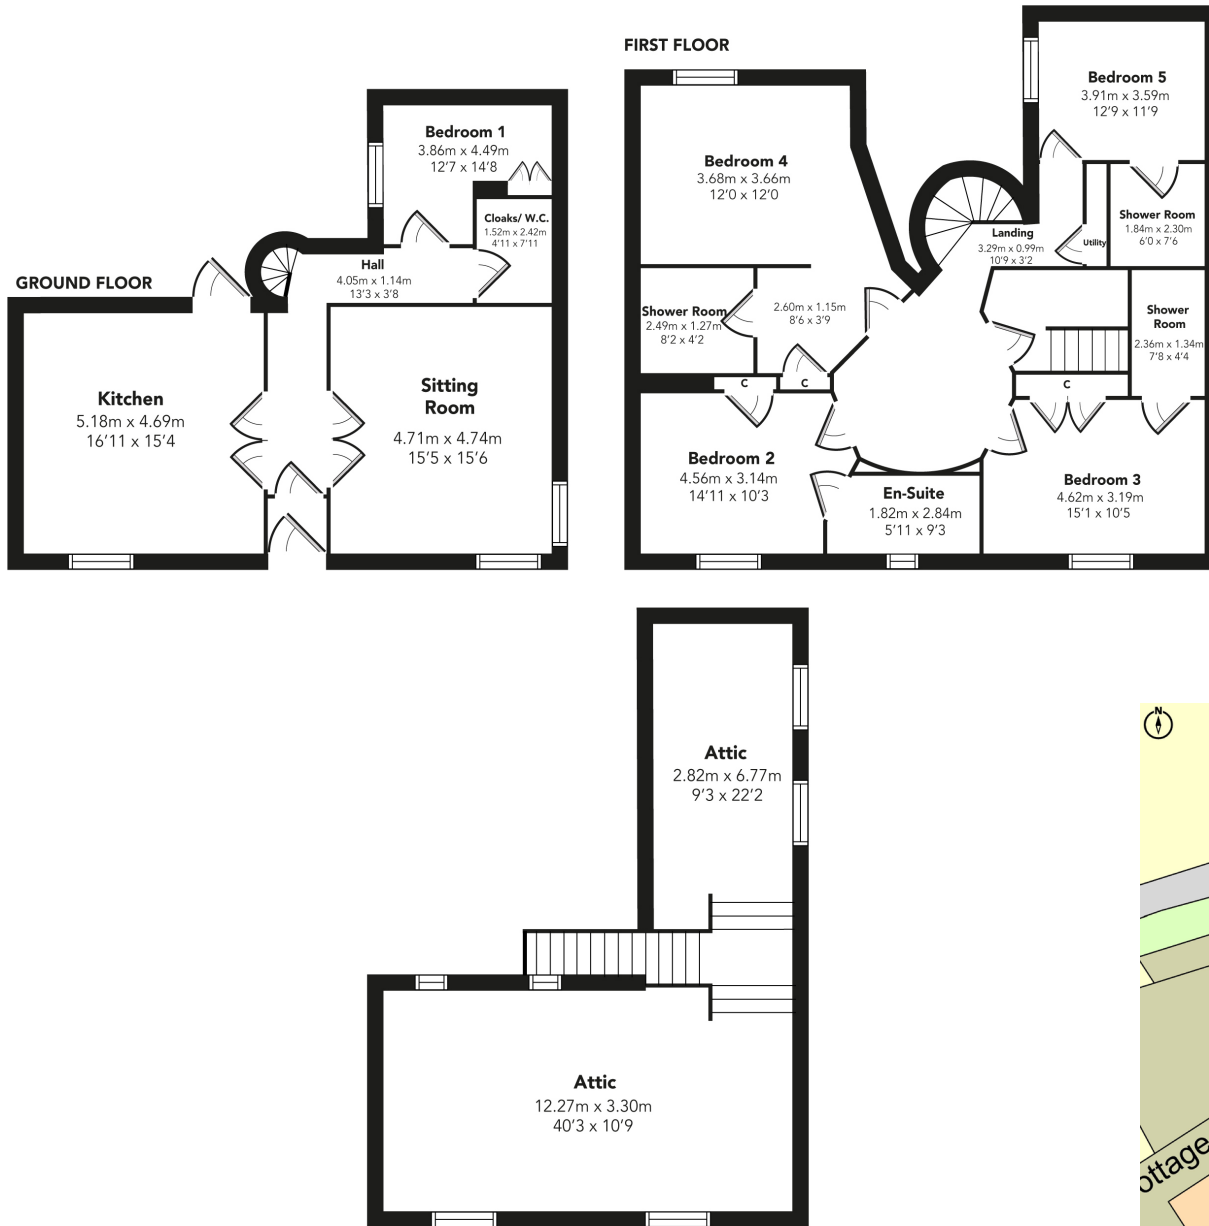 FIRST FLOOR
Bedroom 5
3.91m x 3.59m
12'9 x 11'9
Bedroom 1
3.86m x 4.49m
12'7 x 14'8
Bedroom 4
3.68m x 3.66m
12'0 x 12'0
Cloaks/ W.C.
1.52m x 2.42m
4'11 x 7'11
Shower Room
1.84m x 2.30m
6'0 x 7'6
Landing
3.29m x 0.99m
10'9 x 3'2
Utility
Hall
4.05m x 1.14m
13'3 x 3'8
GROUND FLOOR
Shower Room
2.49m x 1.27m
8'2 x 4'2
2.60m x 1.15m
8'6 x 3'9
Shower
Room
2.36m x 1.34m
7'8 x 4'4
Kitchen
5.18m x 4.69m
16'11 x 15'4
Sitting
Room
4.71m x 4.74m
15'5 x 15'6
C
C
C
Bedroom 2
4.56m x 3.14m
14'11 x 10'3
En-Suite
1.82m x 2.84m
5'11 x 9'3
Bedroom 3
4.62m x 3.19m
15'1 x 10'5
Attic
2.82m x 6.77m
9'3 x 22'2
N
Attic
12.27m x 3.30m
40'3 x 10'9
ottage